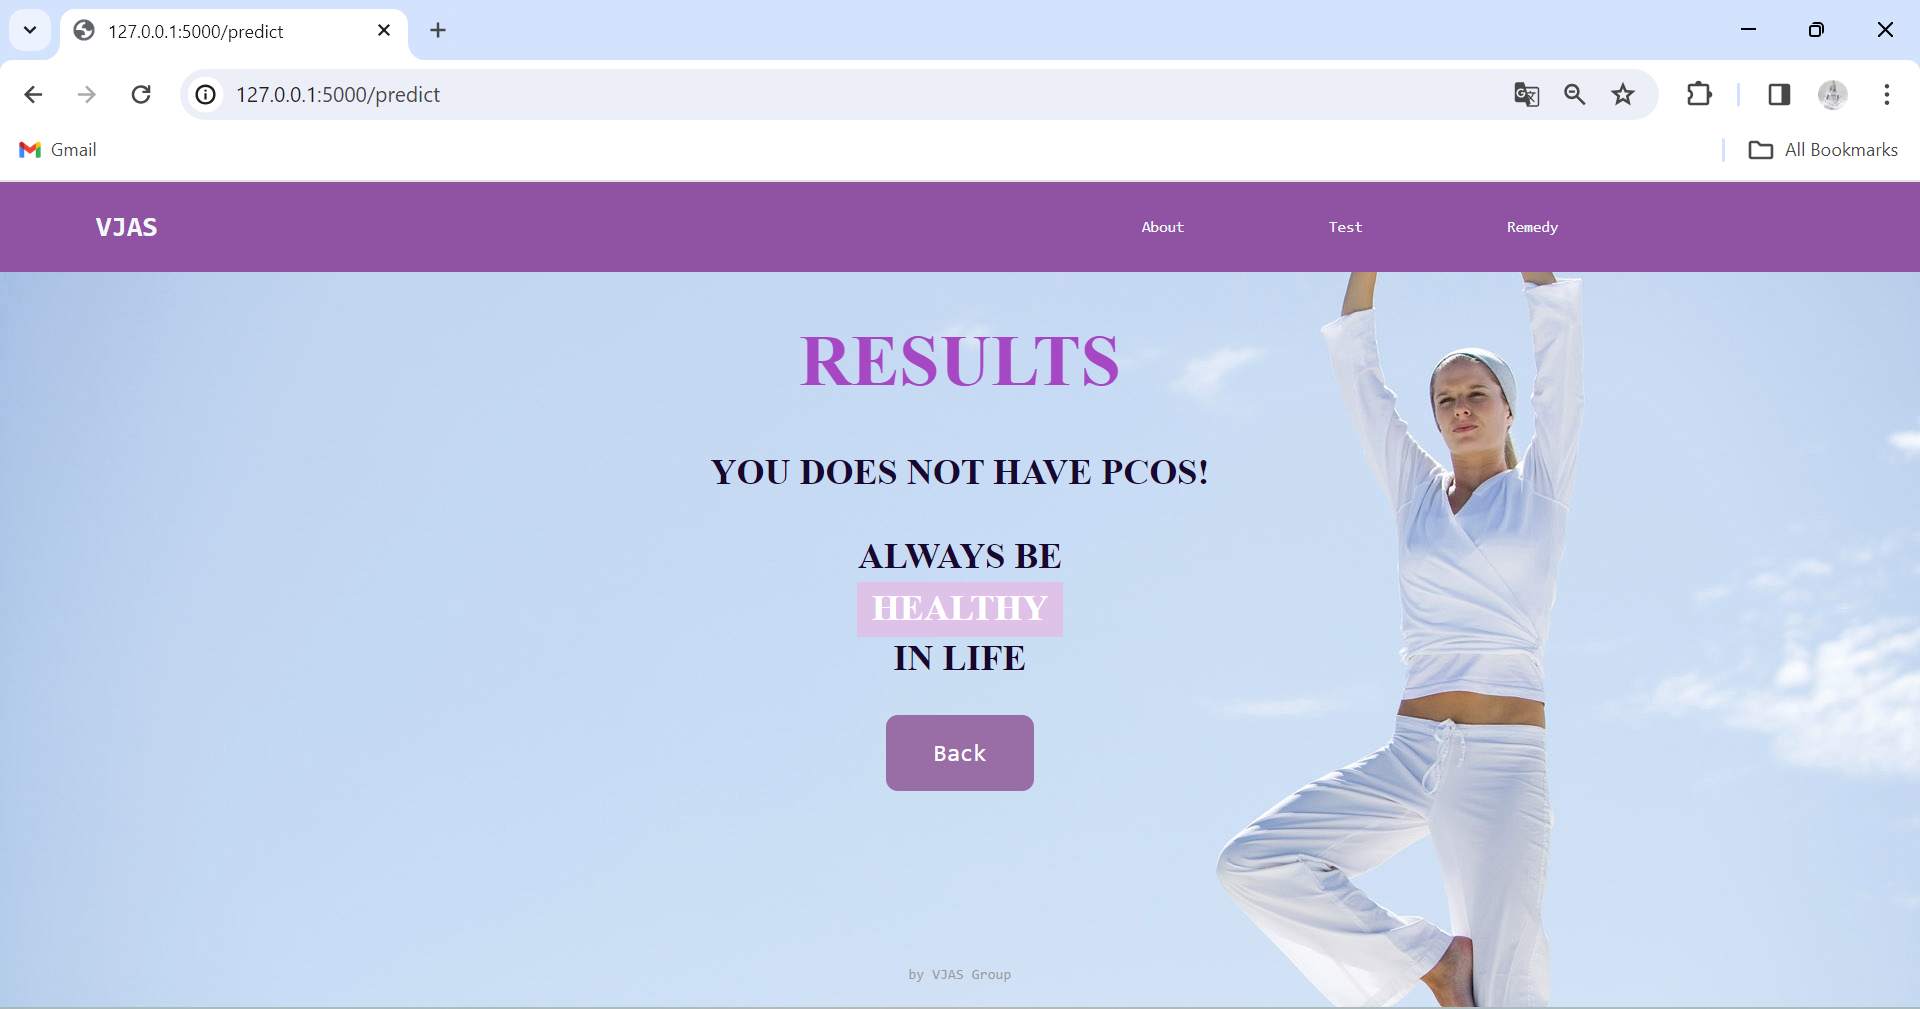 127.0.0.1:5000/predict
127.0.0.1:5000/predict
Gmail
All Bookmarks
VJAS
About
Test
Remedy
RESULTS
YOU DOES NOT HAVE PCOS!
ALWAYS BE
HEALTHY
IN LIFE
Back
by VJAS Group